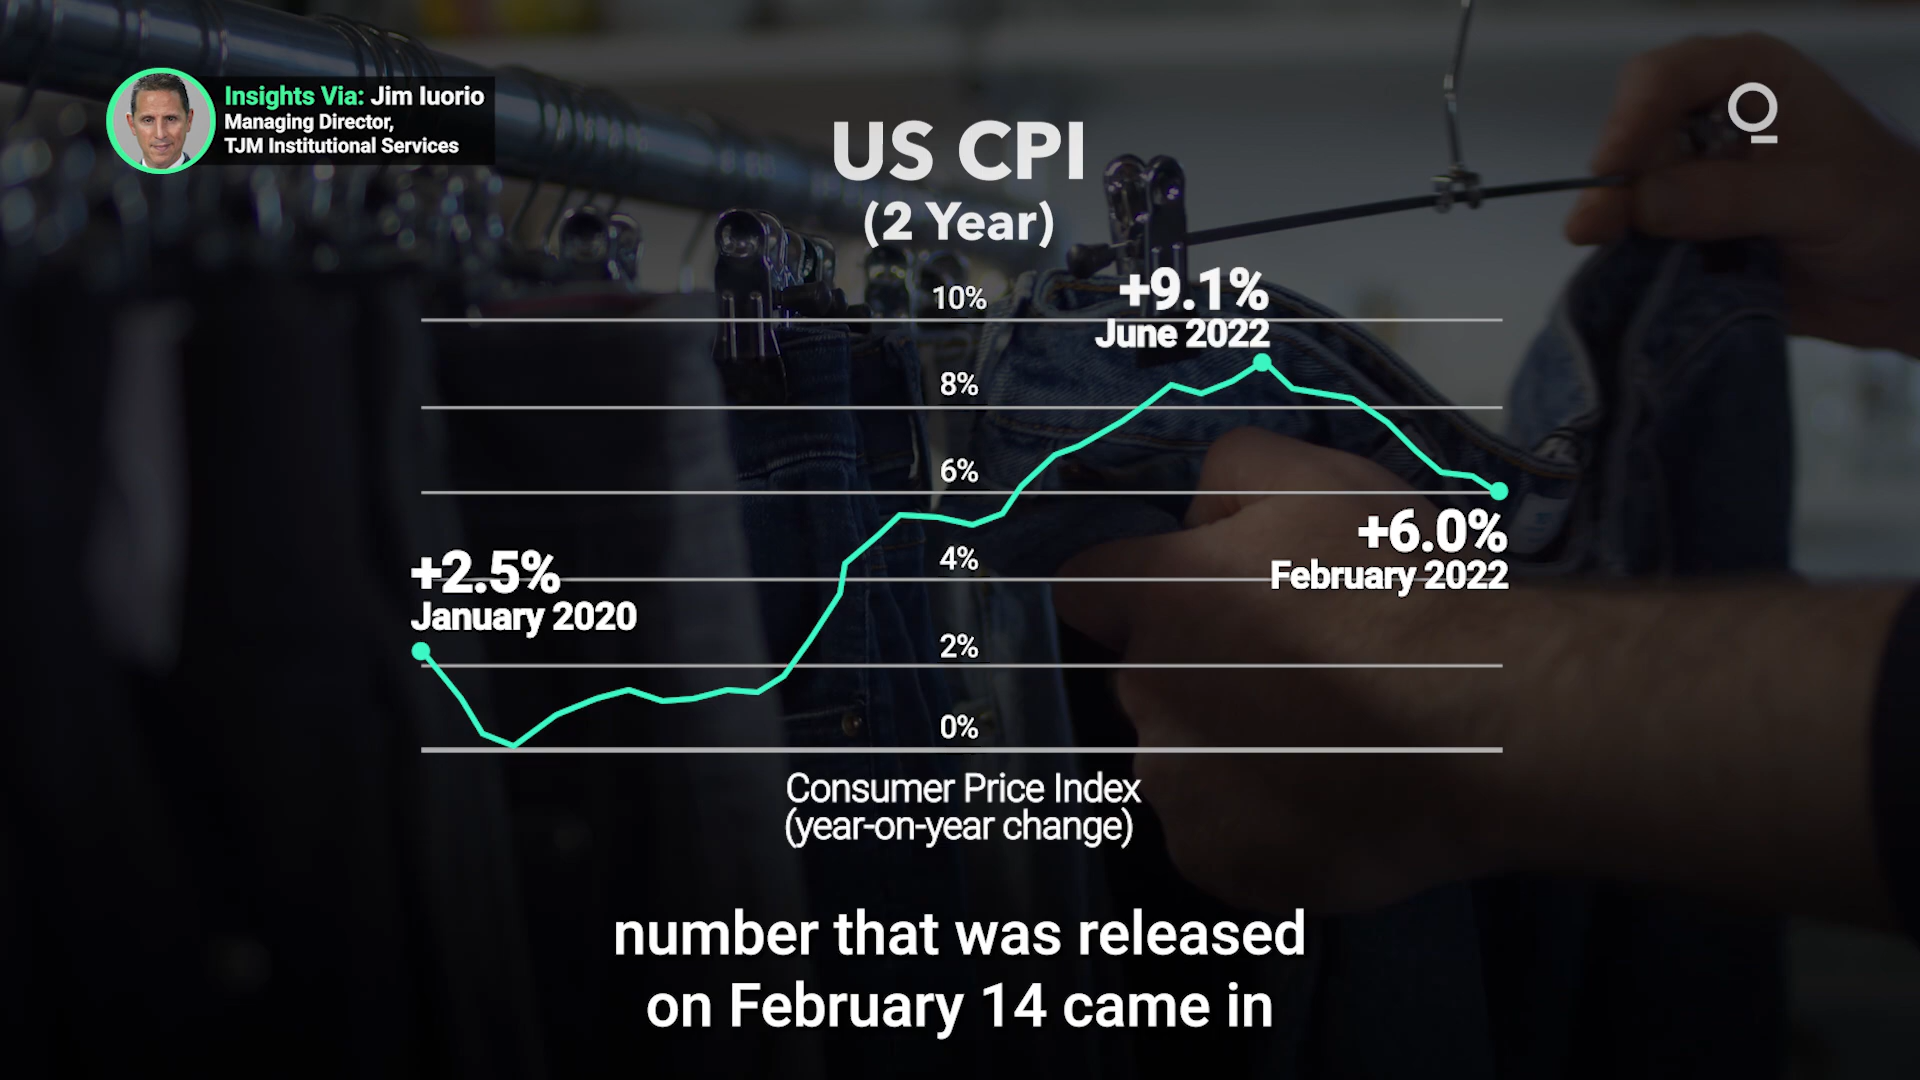 Insights Via: Jim Iuorio
Managing Director,
TJM Institutional Services
US CPI
(2 Year)
10%
+9.1%
June 2022
8%
6%
+6.0%
February 2022
4%
+2.5%
January 2020
2%
0%
Consumer Price Index
(year-on-year change)
number that was released
on February 14 came in